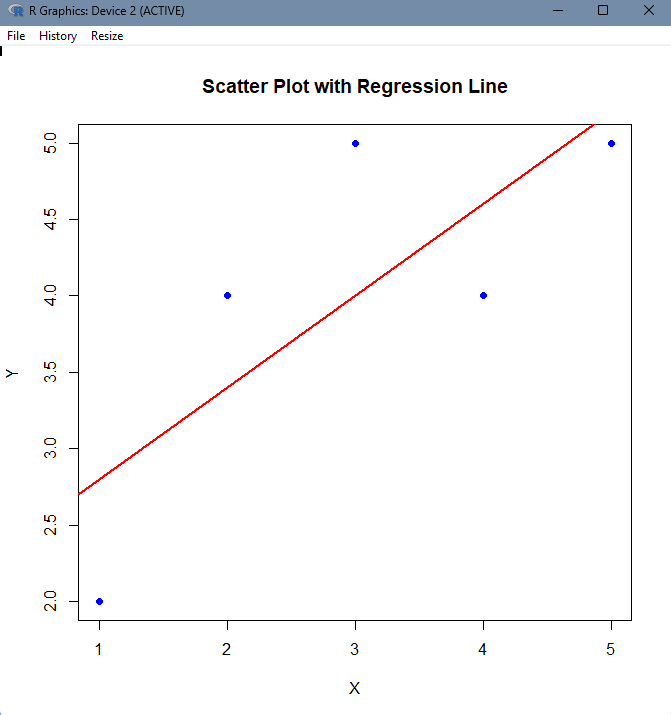 R Graphics: Device 2 (ACTIVE)
File History Resize
Scatter Plot with Regression Line
5.0
4.5
4.0
3.5
3.0
2.5
2.0
Y
1 2 3 4 5
X